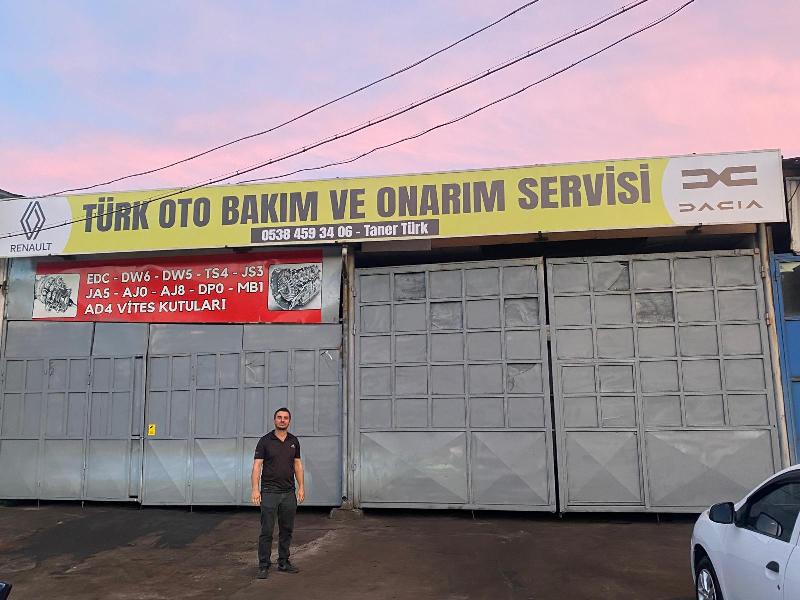 RENAULT
TÜRK OTO BAKIM VE ONARIM SERVİSİ
DACIA
0538 459 34 06 - Taner Türk
EDC - DW6 - DW5 - TS4 - JS3
JA5 - AJ0 - AJ8 - DP0 - MB1
AD4 VİTES KUTULARI